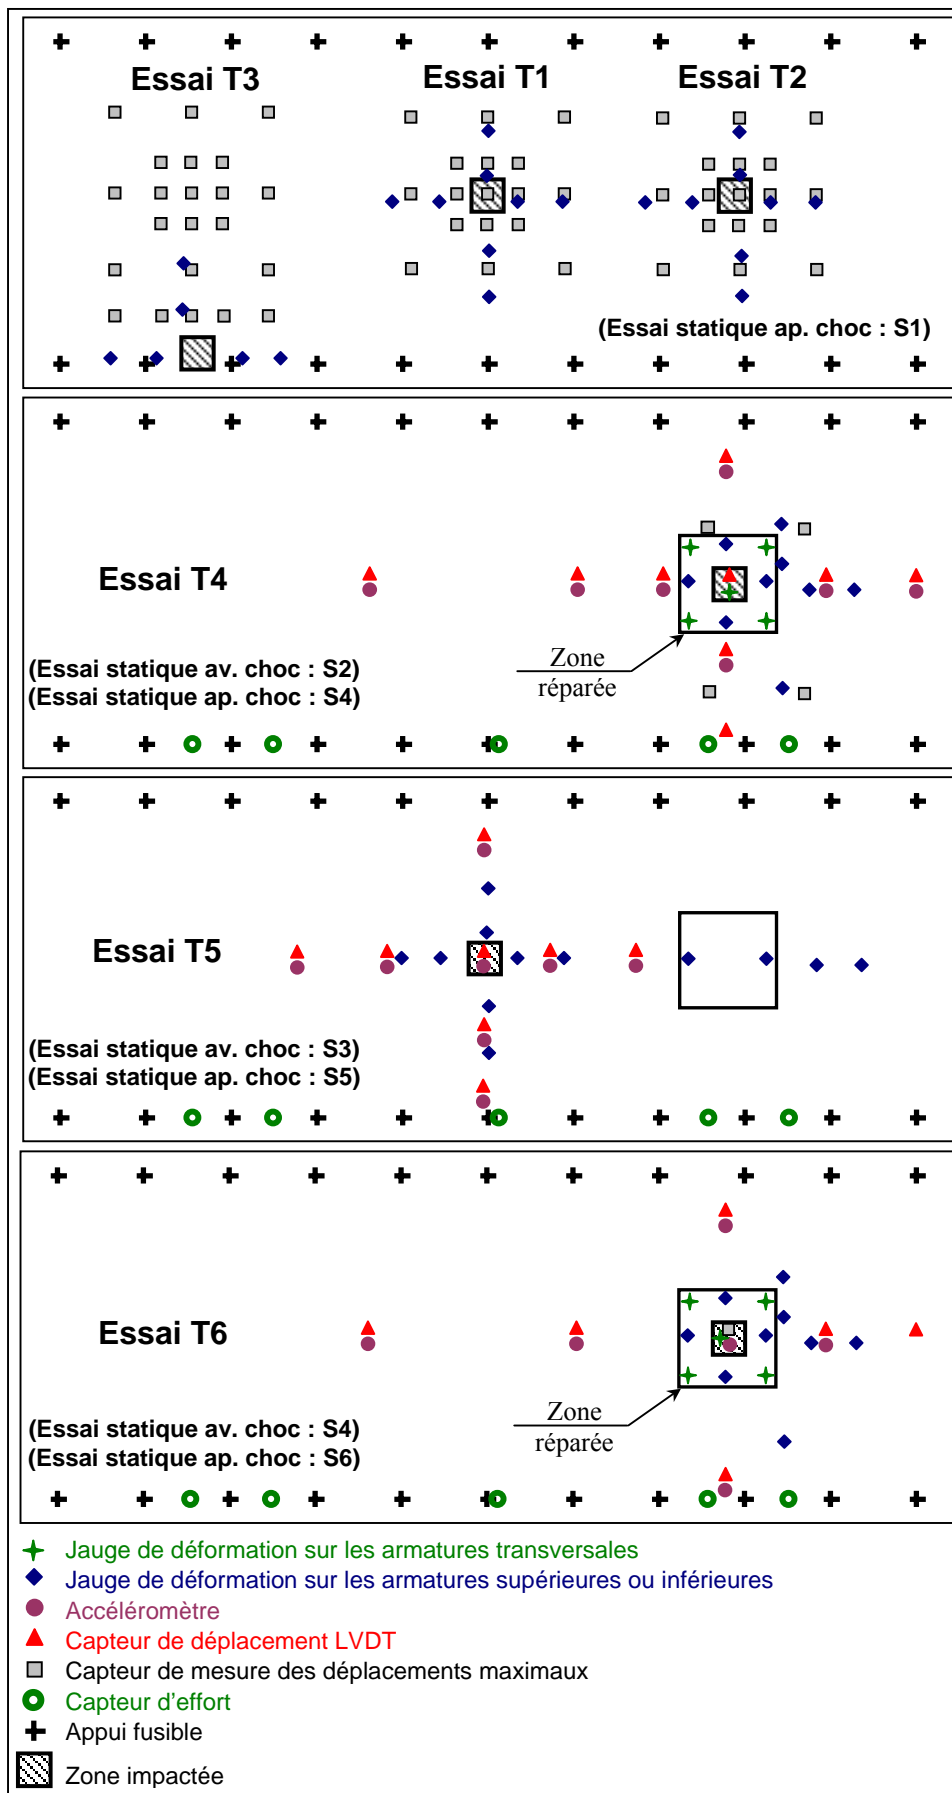 Essai T3
Essai T1
Essai T2
(Essai statique ap. choc : S1)
Essai T4
Zone
réparée
(Essai statique av. choc : S2)
(Essai statique ap. choc : S4)
Essai T5
(Essai statique av. choc : S3)
(Essai statique ap. choc : S5)
Essai T6
Zone
réparée
(Essai statique av. choc : S4)
(Essai statique ap. choc : S6)
Jauge de déformation sur les armatures transversales
Jauge de déformation sur les armatures supérieures ou inférieures
Accéléromètre
Capteur de déplacement LVDT
Capteur de mesure des déplacements maximaux
Capteur d'effort
Appui fusible
Zone impactée